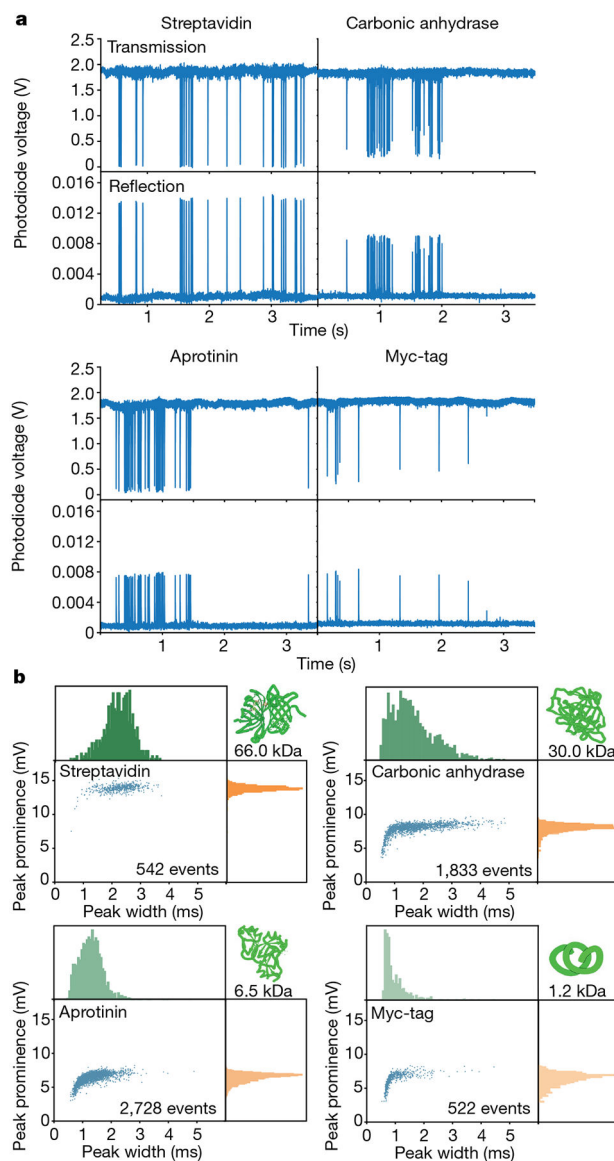 a
Streptavidin Carbonic anhydrase
Transmission
2.5
2.0
1.5
1.0
0.5
0
Photodiode voltage (V)
Reflection
0.016
0.012
0.008
0.004
0
1 2 3 1 2 3
Time (s)
Aprotinin Myc-tag
2.5
2.0
1.5
1.0
0.5
0
Photodiode voltage (V)
0.016
0.012
0.008
0.004
0
1 2 3 1 2 3
Time (s)
b
66.0 kDa
Streptavidin
Peak prominence (mV)
15
10
5
0
542 events
0 1 2 3 4 5
Peak width (ms)
30.0 kDa
Carbonic anhydrase
Peak prominence (mV)
15
10
5
0
1,833 events
0 1 2 3 4 5
Peak width (ms)
6.5 kDa
Aprotinin
Peak prominence (mV)
15
10
5
0
2,728 events
0 1 2 3 4 5
Peak width (ms)
1.2 kDa
Myc-tag
Peak prominence (mV)
15
10
5
0
522 events
0 1 2 3 4 5
Peak width (ms)